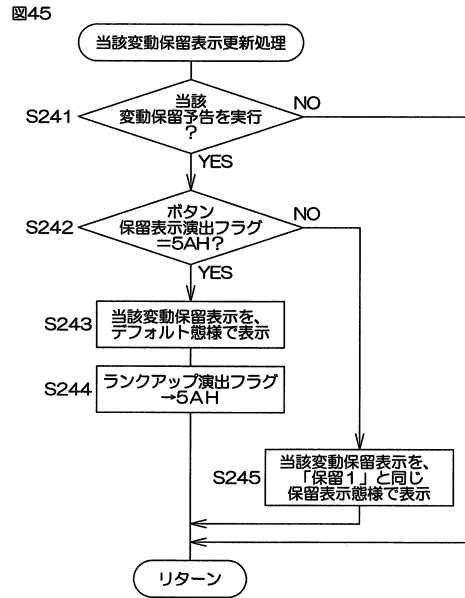 図45
当該変動保留表示更新処理
S241
当該
変動保留予告を実行
?
NO
YES
S242
ボタン
保留表示演出フラグ
=5AH?
NO
YES
S243
当該変動保留表示を、
デフォルト態様で表示
S244
ランクアップ演出フラグ
→5AH
S245
当該変動保留表示を、
「保留1」と同じ
保留表示態様で表示
リターン